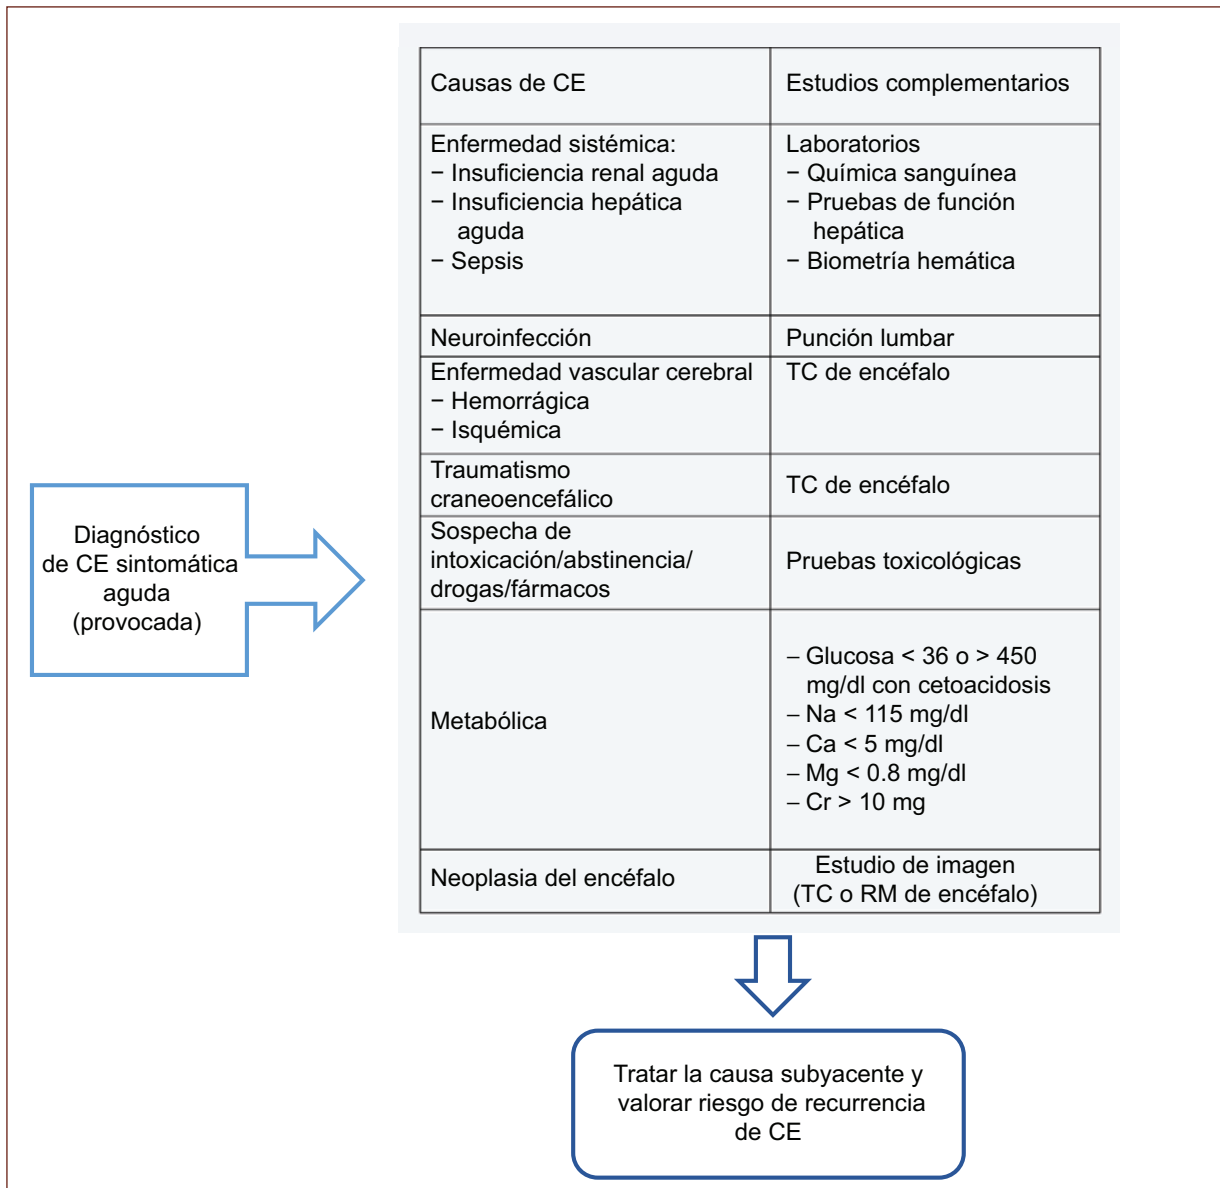 Diagnóstico
de CE sintomática
aguda
(provocada)
Causas de CE
Estudios complementarios
Enfermedad sistémica:
− Insuficiencia renal aguda
− Insuficiencia hepática
aguda
− Sepsis
Laboratorios
− Química sanguínea
− Pruebas de función
hepática
− Biometría hemática
Neuroinfección
Punción lumbar
Enfermedad vascular cerebral
− Hemorrágica
− Isquémica
TC de encéfalo
Traumatismo
craneoencefálico
TC de encéfalo
Sospecha de
intoxicación/abstinencia/
drogas/fármacos
Pruebas toxicológicas
Metabólica
– Glucosa < 36 o > 450
mg/dl con cetoacidosis
– Na < 115 mg/dl
– Ca < 5 mg/dl
– Mg < 0.8 mg/dl
– Cr > 10 mg
Neoplasia del encéfalo
Estudio de imagen
(TC o RM de encéfalo)
Tratar la causa subyacente y
valorar riesgo de recurrencia
de CE